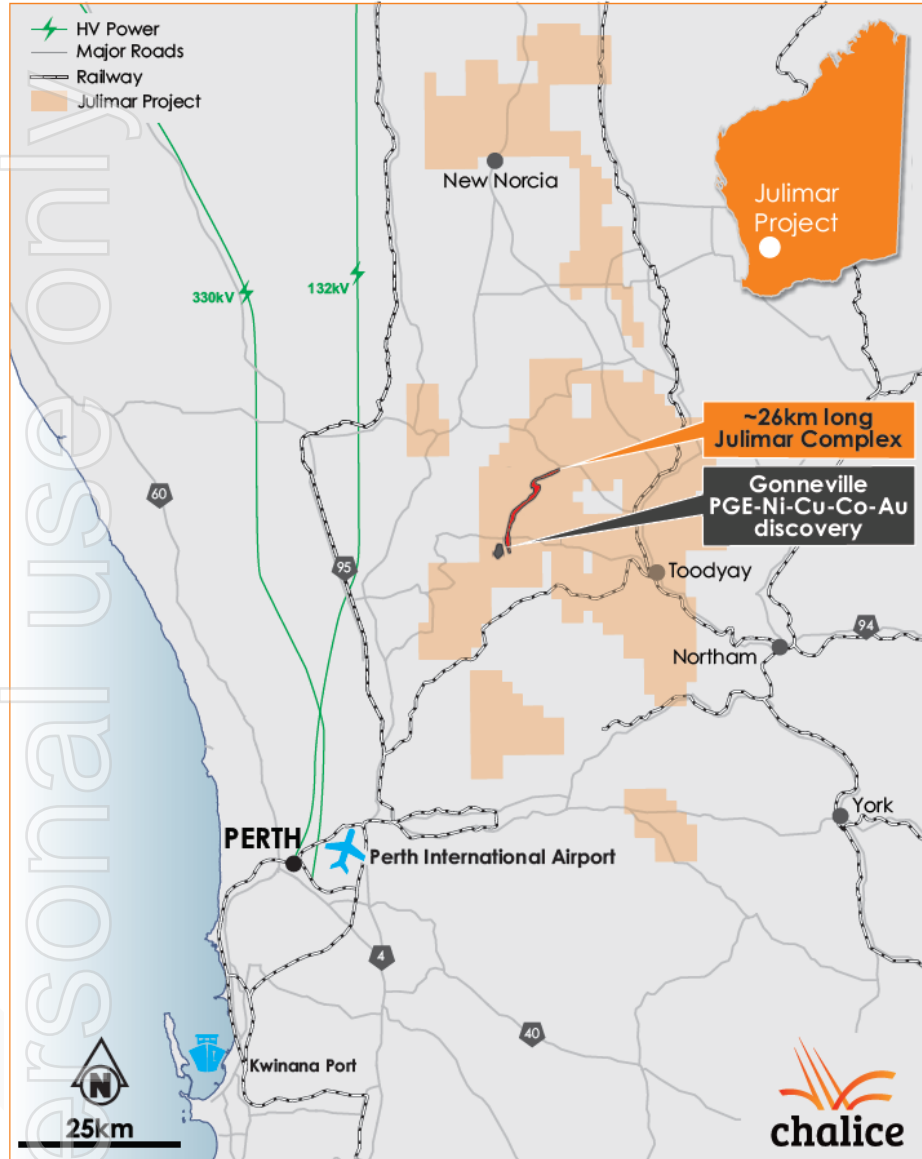 HV Power
Major Roads
Railway
Julimar Project
New Norcia
Julimar
Project
330kV
132kV
~26km long
Julimar Complex
Gonneville
PGE-Ni-Cu-Co-Au
discovery
60
95
Toodyay
94
Northam
York
PERTH
Perth International Airport
4
40
Kwinana Port
N
25km
chalice
ersonal use only